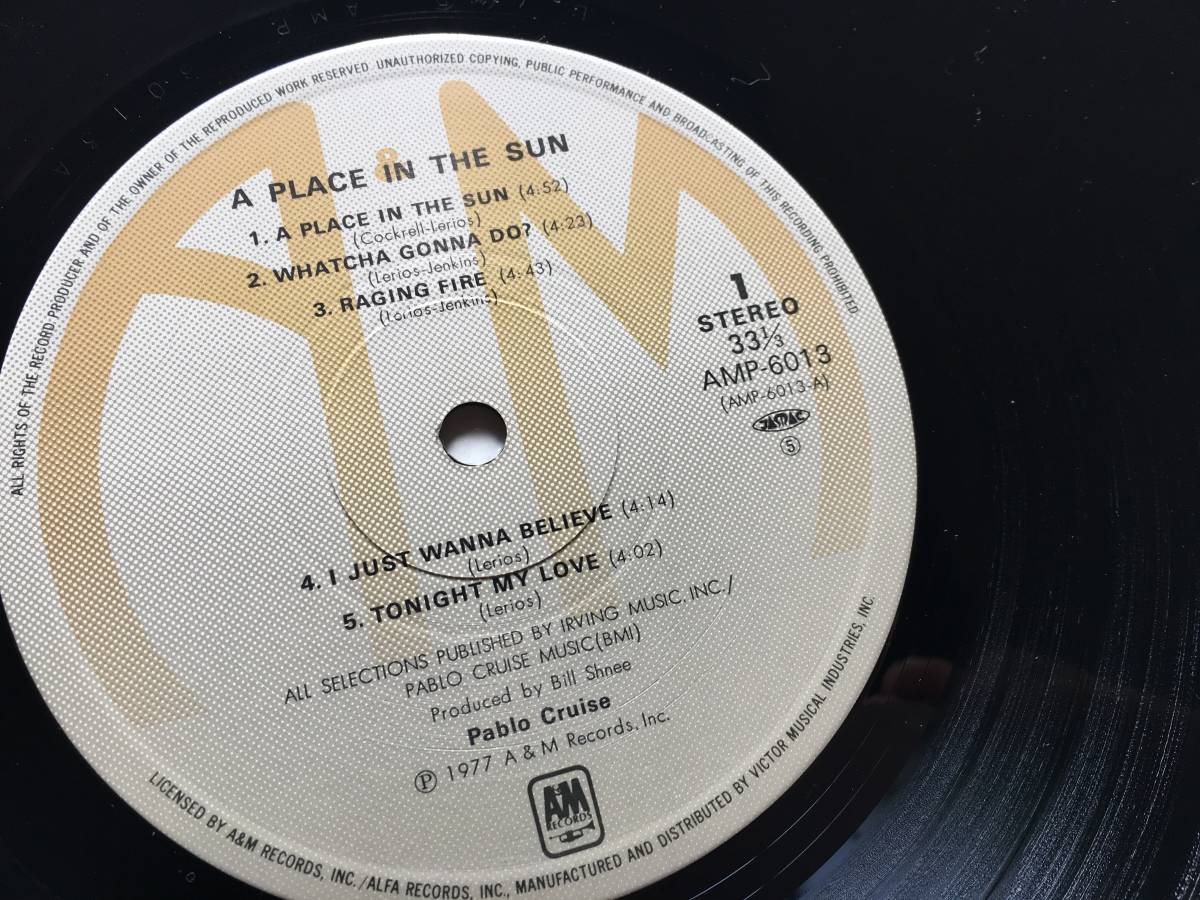 ALL RIGHTS OF THE RECORD PRODUCER AND OF THE OWNER OF THE REPRODUCED WORK RESERVED UNAUTHORIZED COPYING, PUBLIC PERFORMANCE AND BROADCASTING OF THIS RECORDING PROHIBITED
A PLACE IN THE SUN
1. A PLACE IN THE SUN (4:52)
(Cockrell-Lerios)
2. WHATCHA GONNA DO? (4:23)
(Lerios-Jenkins)
3. RAGING FIRE (4:43)
(Lerios-Jenkins)
1
STEREO
33⅓
AMP-6013
(AMP-6013-A)
JASRAC
⑤
4. I JUST WANNA BELIEVE (4:14)
(Lerios)
5. TONIGHT MY LOVE (4:02)
(Lerios)
ALL SELECTIONS PUBLISHED BY IRVING MUSIC, INC./
PABLO CRUISE MUSIC(BMI)
Produced by Bill Shnee
Pablo Cruise
Ⓟ 1977 A & M Records, Inc.
A&M
RECORDS
LICENSED BY A&M RECORDS, INC./ALFA RECORDS, INC., MANUFACTURED AND DISTRIBUTED BY VICTOR MUSICAL INDUSTRIES, INC.